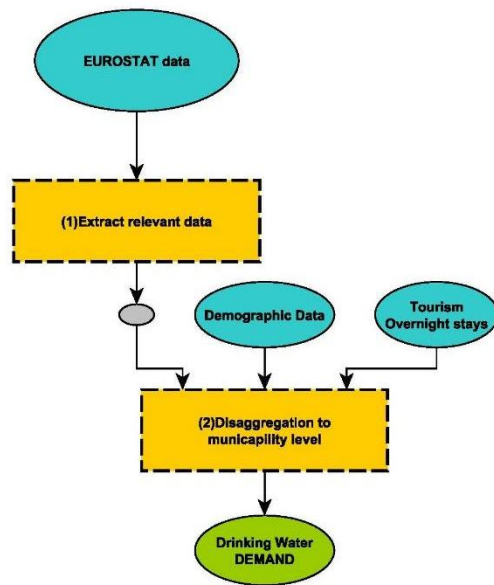 EUROSTAT data
(1)Extract relevant data
Demographic Data
Tourism
Overnight stays
(2)Disaggregation to
municapility level
Drinking Water
DEMAND